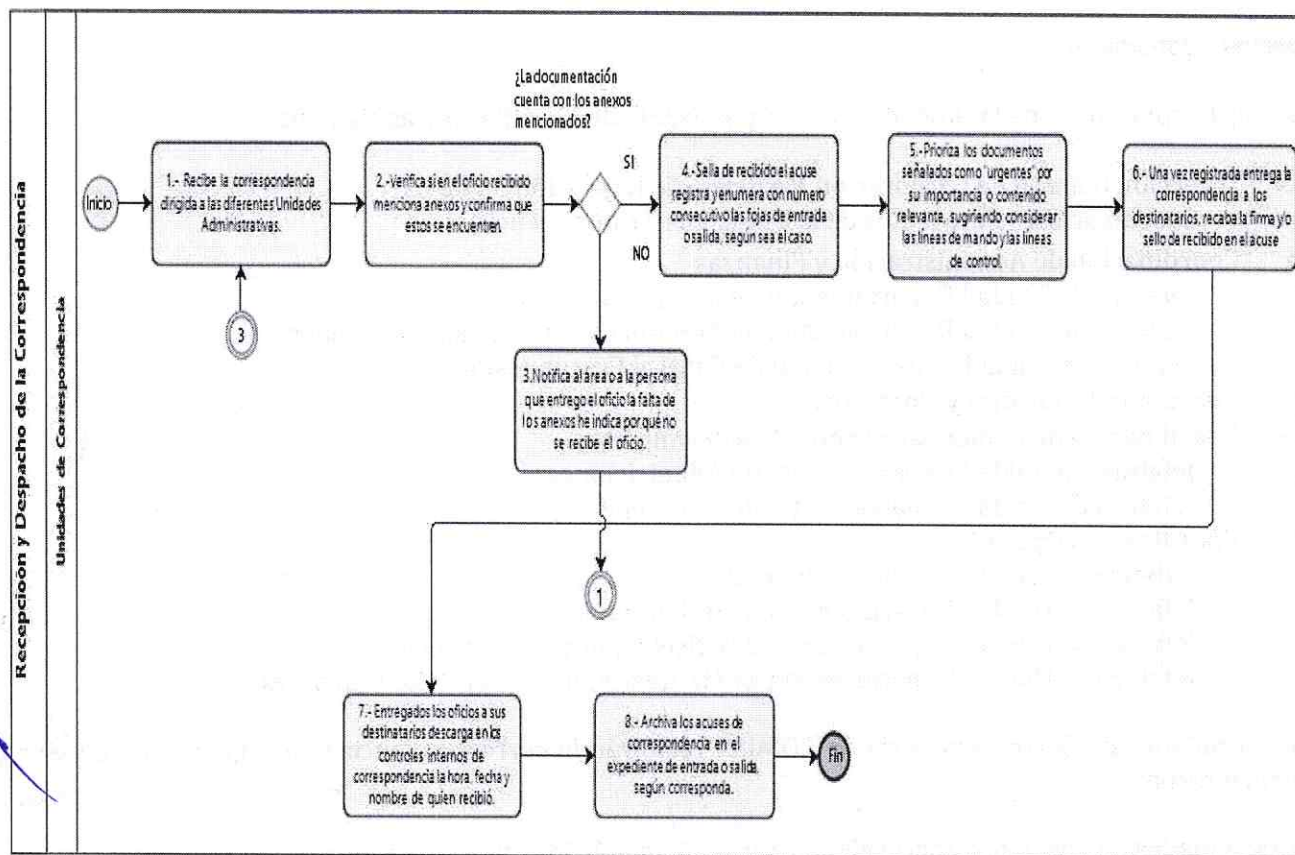 Recepcióon y Despacho de la Correspondencia
Unidades de Correspondencia
Inicio
1.- Recibe la correspondencia
dirigida a las diferentes Unidades
Administrativas.
3
2.-Verifica si en el oficio recibido
menciona anexos y confirma que
estos se encuentren.
¿La documentación
cuenta con los anexos
mencionados?
SI
NO
3.Notifica al área o a la persona
que entrego el oficio la falta de
los anexos he indica por qué no
se recibe el oficio.
1
4.-Sella de recibido el acuse
registra y enumera con numero
consecutivo las fojas de entrada
o salida, según sea el caso.
5.-Prioriza los documentos
señalados como "urgentes" por
su importancia o contenido
relevante, sugiriendo considerar
las líneas de mando y las líneas
de control.
6.- Una vez registrada entrega la
correspondencia a los
destinatarios, recaba la firma y/o
sello de recibido en el acuse
7.- Entregados los oficios a sus
destinatarios descarga en los
controles internos de
correspondencia la hora, fecha y
nombre de quien recibió.
8.- Archiva los acuses de
correspondencia en el
expediente de entrada o salida,
según corresponda.
Fin